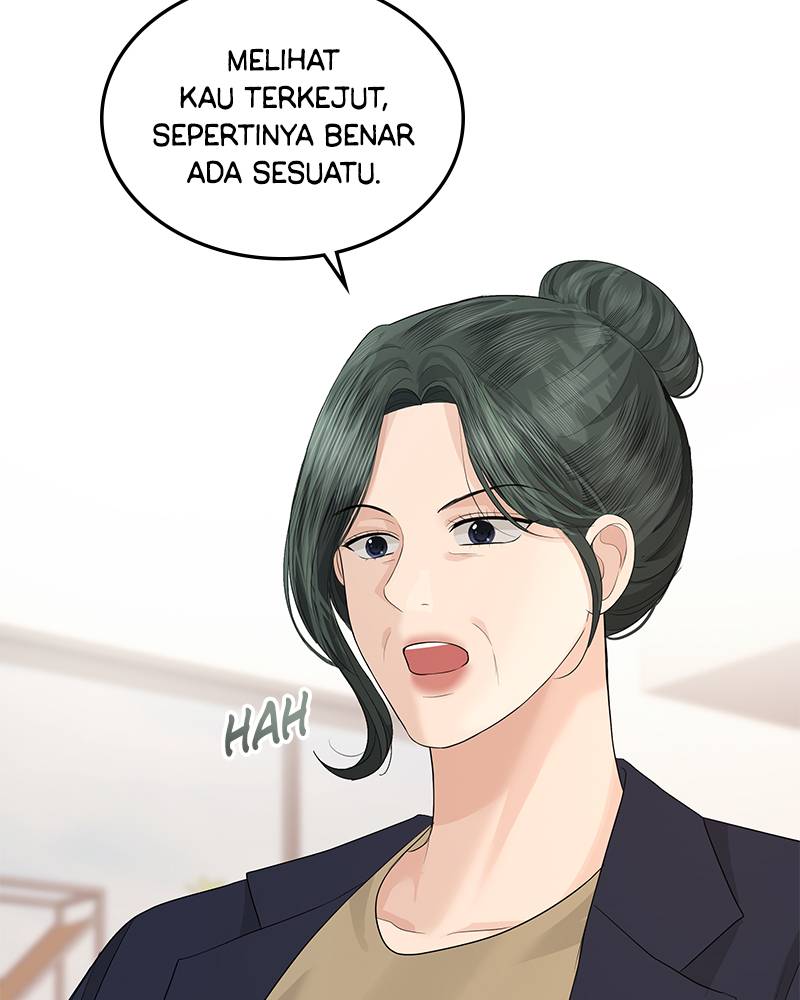 MELIHAT
KAU TERKEJUT,
SEPERTINYA BENAR
ADA SESUATU.
HAH